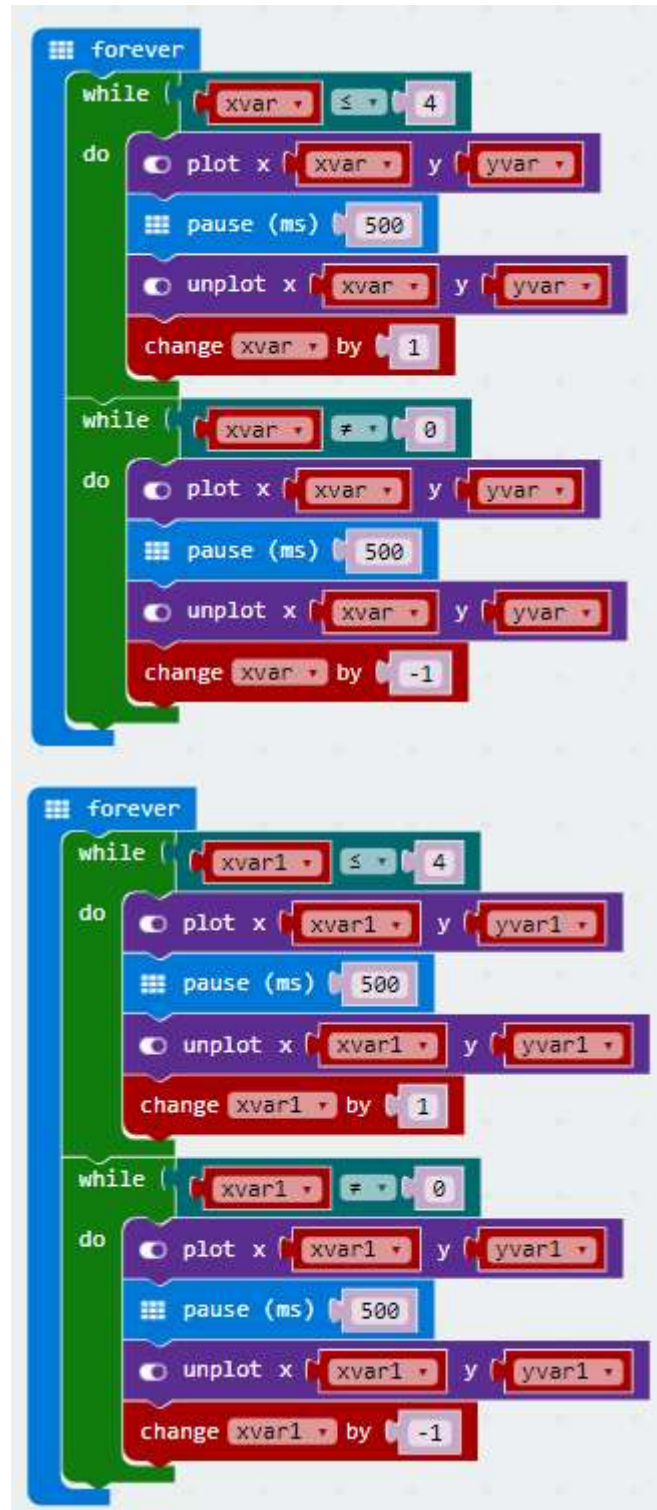 forever
while xvar ≤ 4
do plot x xvar y yvar
pause (ms) 500
unplot x xvar y yvar
change xvar by 1
while xvar ≠ 0
do plot x xvar y yvar
pause (ms) 500
unplot x xvar y yvar
change xvar by -1
forever
while xvar1 ≤ 4
do plot x xvar1 y yvar1
pause (ms) 500
unplot x xvar1 y yvar1
change xvar1 by 1
while xvar1 ≠ 0
do plot x xvar1 y yvar1
pause (ms) 500
unplot x xvar1 y yvar1
change xvar1 by -1